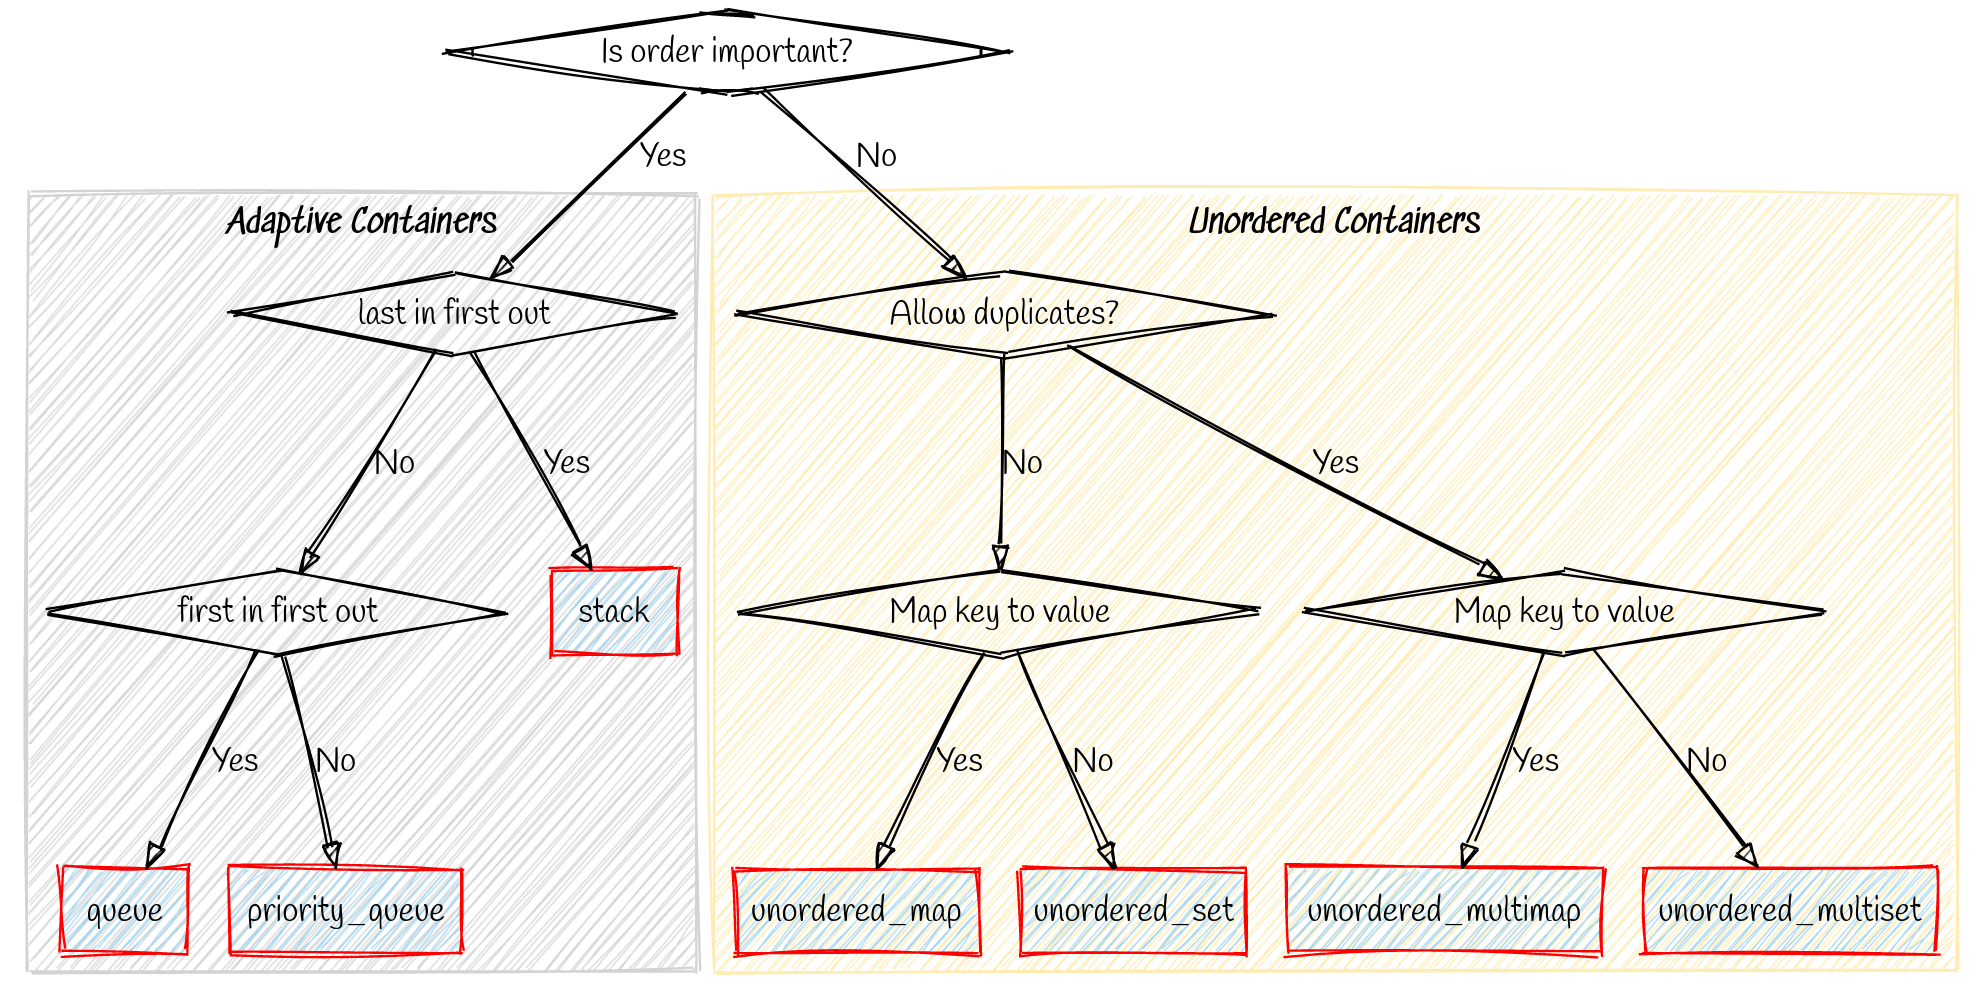 Is order important?
Yes
No
Adaptive Containers
Unordered Containers
last in first out
Allow duplicates?
No
Yes
No
Yes
first in first out
stack
Map key to value
Map key to value
Yes
No
Yes
No
Yes
No
queue
priority_queue
unordered_map
unordered_set
unordered_multimap
unordered_multiset